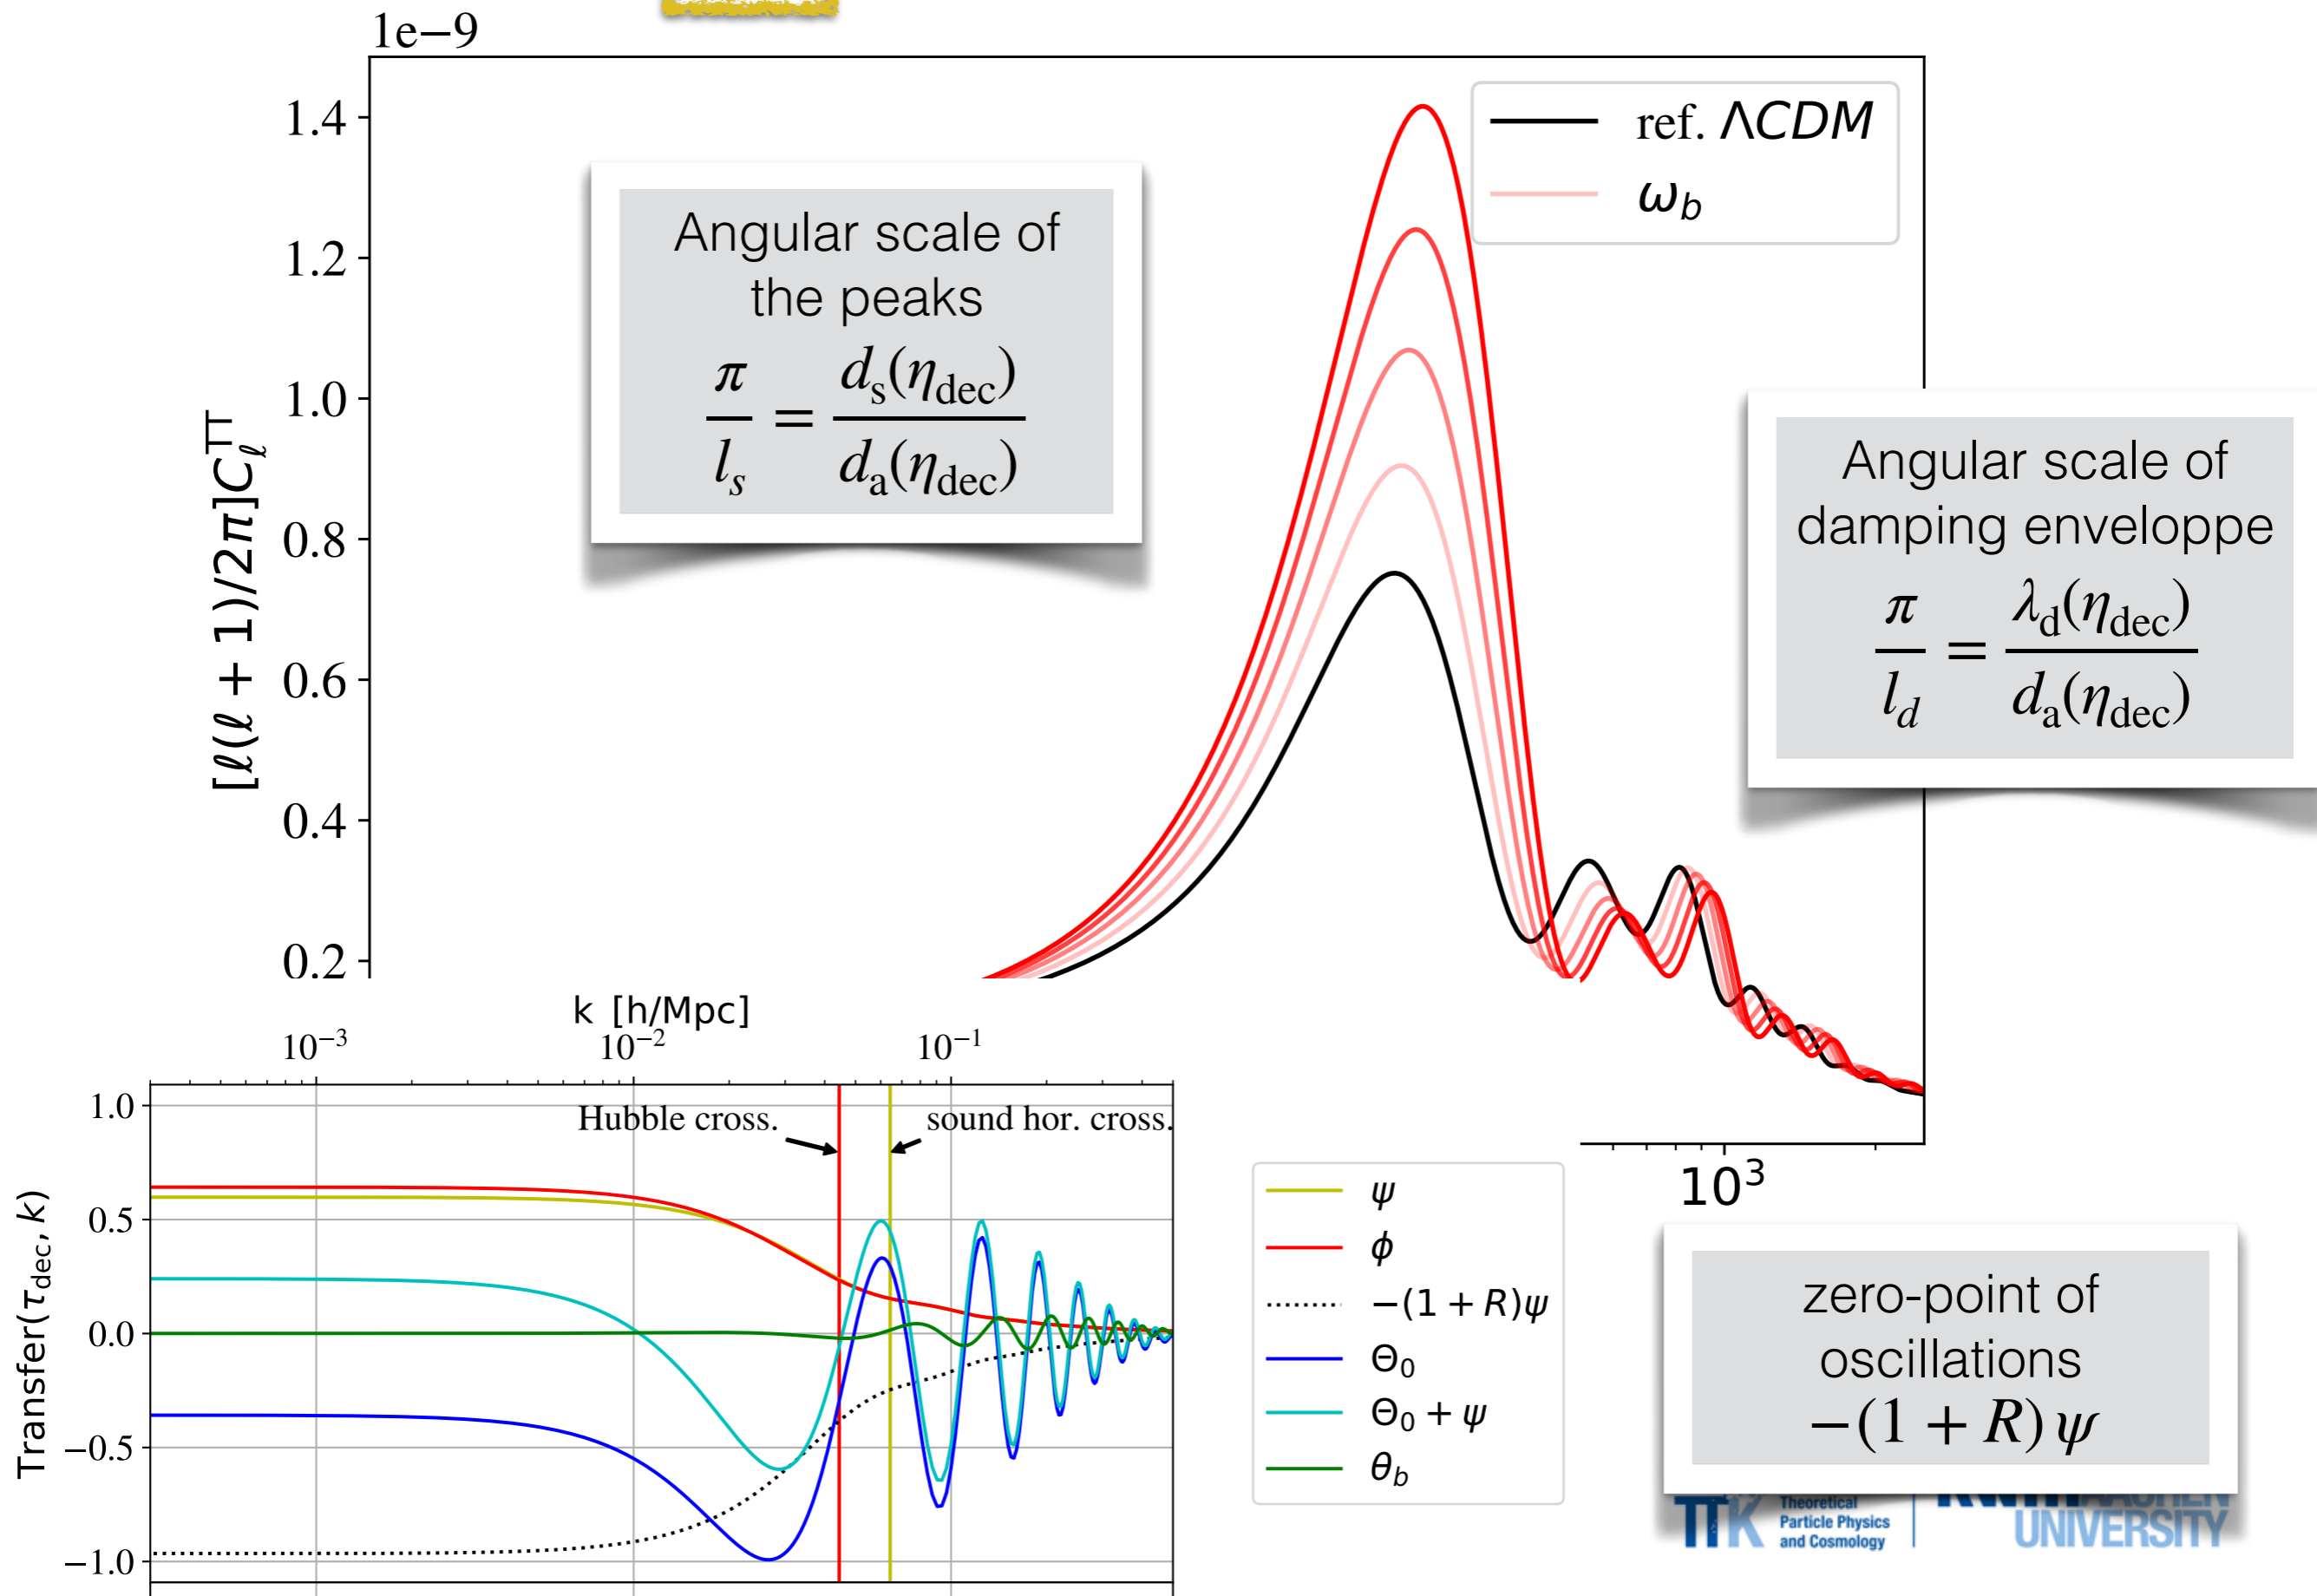 1e−9
1.4
1.2
1.0
0.8
0.6
0.4
0.2
[ℓ(ℓ + 1)/2π]C_ℓ^TT
ref. ΛCDM
ω_b
Angular scale of
the peaks
π/l_s = d_s(η_dec)/d_a(η_dec)
Angular scale of
damping enveloppe
π/l_d = λ_d(η_dec)/d_a(η_dec)
10^3
k [h/Mpc]
10^−3 10^−2 10^−1
Hubble cross. sound hor. cross.
1.0
0.5
0.0
−0.5
−1.0
Transfer(τ_dec, k)
ψ
ϕ
−(1 + R)ψ
Θ_0
Θ_0 + ψ
θ_b
zero-point of
oscillations
−(1 + R) ψ
TTK
Theoretical
Particle Physics
and Cosmology
UNIVERSITY